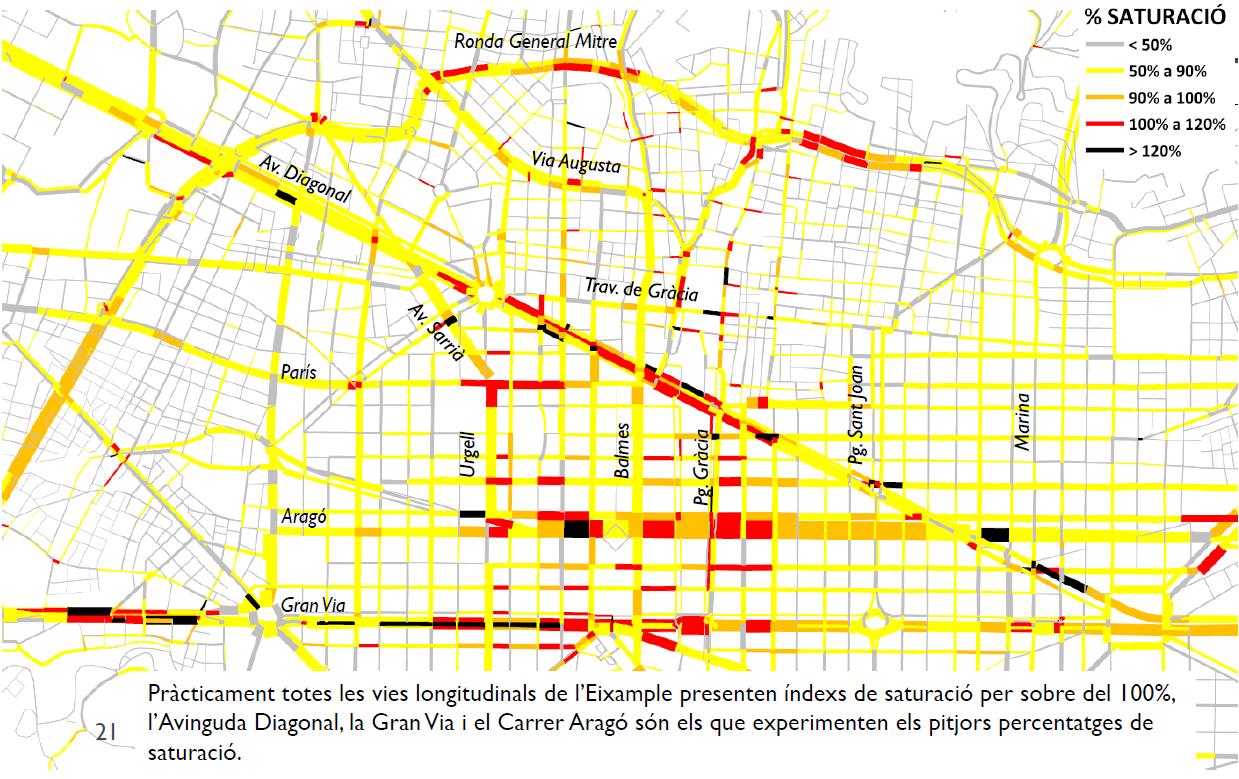 Ronda General Mitre
% SATURACIÓ
< 50%
50% a 90%
90% a 100%
100% a 120%
> 120%
Av. Diagonal
Via Augusta
Trav. de Gràcia
Av. Sarrià
París
Urgell
Balmes
Pg. Gràcia
Pg. Sant Joan
Marina
Aragó
Gran Via
Pràcticament totes les vies longitudinals de l’Eixample presenten índexs de saturació per sobre del 100%,
l’Avinguda Diagonal, la Gran Via i el Carrer Aragó són els que experimenten els pitjors percentatges de
saturació.
21